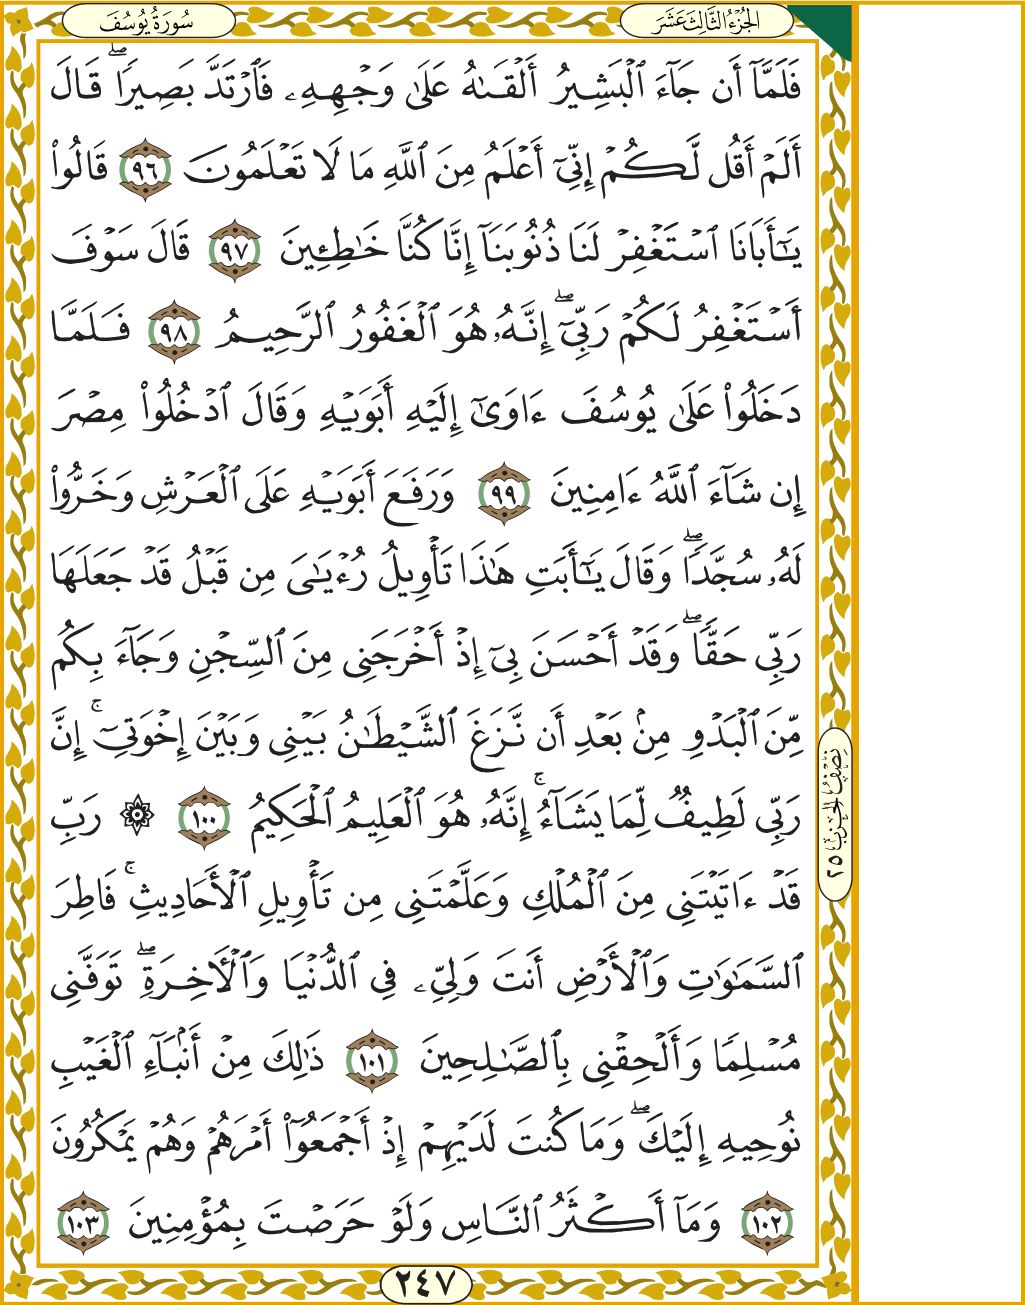 الجُزْءُ الثَّالِثَ عَشَرَ
سُورَةُ يُوسُفَ
فَلَمَّآ أَن جَآءَ ٱلۡبَشِيرُ أَلۡقَىٰهُ عَلَىٰ وَجۡهِهِۦ فَٱرۡتَدَّ بَصِيرٗاۖ قَالَ
أَلَمۡ أَقُل لَّكُمۡ إِنِّيٓ أَعۡلَمُ مِنَ ٱللَّهِ مَا لَا تَعۡلَمُونَ ٩٦ قَالُواْ
يَٰٓأَبَانَا ٱسۡتَغۡفِرۡ لَنَا ذُنُوبَنَآ إِنَّا كُنَّا خَٰطِـِٔينَ ٩٧ قَالَ سَوۡفَ
أَسۡتَغۡفِرُ لَكُمۡ رَبِّيٓۖ إِنَّهُۥ هُوَ ٱلۡغَفُورُ ٱلرَّحِيمُ ٩٨ فَلَمَّا
دَخَلُواْ عَلَىٰ يُوسُفَ ءَاوَىٰٓ إِلَيۡهِ أَبَوَيۡهِ وَقَالَ ٱدۡخُلُواْ مِصۡرَ
إِن شَآءَ ٱللَّهُ ءَامِنِينَ ٩٩ وَرَفَعَ أَبَوَيۡهِ عَلَى ٱلۡعَرۡشِ وَخَرُّواْ
لَهُۥ سُجَّدٗاۖ وَقَالَ يَٰٓأَبَتِ هَٰذَا تَأۡوِيلُ رُءۡيَٰيَ مِن قَبۡلُ قَدۡ جَعَلَهَا
رَبِّي حَقّٗاۖ وَقَدۡ أَحۡسَنَ بِيٓ إِذۡ أَخۡرَجَنِي مِنَ ٱلسِّجۡنِ وَجَآءَ بِكُم
مِّنَ ٱلۡبَدۡوِ مِنۢ بَعۡدِ أَن نَّزَغَ ٱلشَّيۡطَٰنُ بَيۡنِي وَبَيۡنَ إِخۡوَتِيٓۚ إِنَّ
رَبِّي لَطِيفٞ لِّمَا يَشَآءُۚ إِنَّهُۥ هُوَ ٱلۡعَلِيمُ ٱلۡحَكِيمُ ١٠٠ ۞ رَبِّ
قَدۡ ءَاتَيۡتَنِي مِنَ ٱلۡمُلۡكِ وَعَلَّمۡتَنِي مِن تَأۡوِيلِ ٱلۡأَحَادِيثِۚ فَاطِرَ
ٱلسَّمَٰوَٰتِ وَٱلۡأَرۡضِ أَنتَ وَلِيِّۦ فِي ٱلدُّنۡيَا وَٱلۡأٓخِرَةِۖ تَوَفَّنِي
مُسۡلِمٗا وَأَلۡحِقۡنِي بِٱلصَّٰلِحِينَ ١٠١ ذَٰلِكَ مِنۡ أَنۢبَآءِ ٱلۡغَيۡبِ
نُوحِيهِ إِلَيۡكَۖ وَمَا كُنتَ لَدَيۡهِمۡ إِذۡ أَجۡمَعُوٓاْ أَمۡرَهُمۡ وَهُمۡ يَمۡكُرُونَ
١٠٢ وَمَآ أَكۡثَرُ ٱلنَّاسِ وَلَوۡ حَرَصۡتَ بِمُؤۡمِنِينَ ١٠٣
نِصْفُ الحِزْبِ ٢٥
٢٤٧